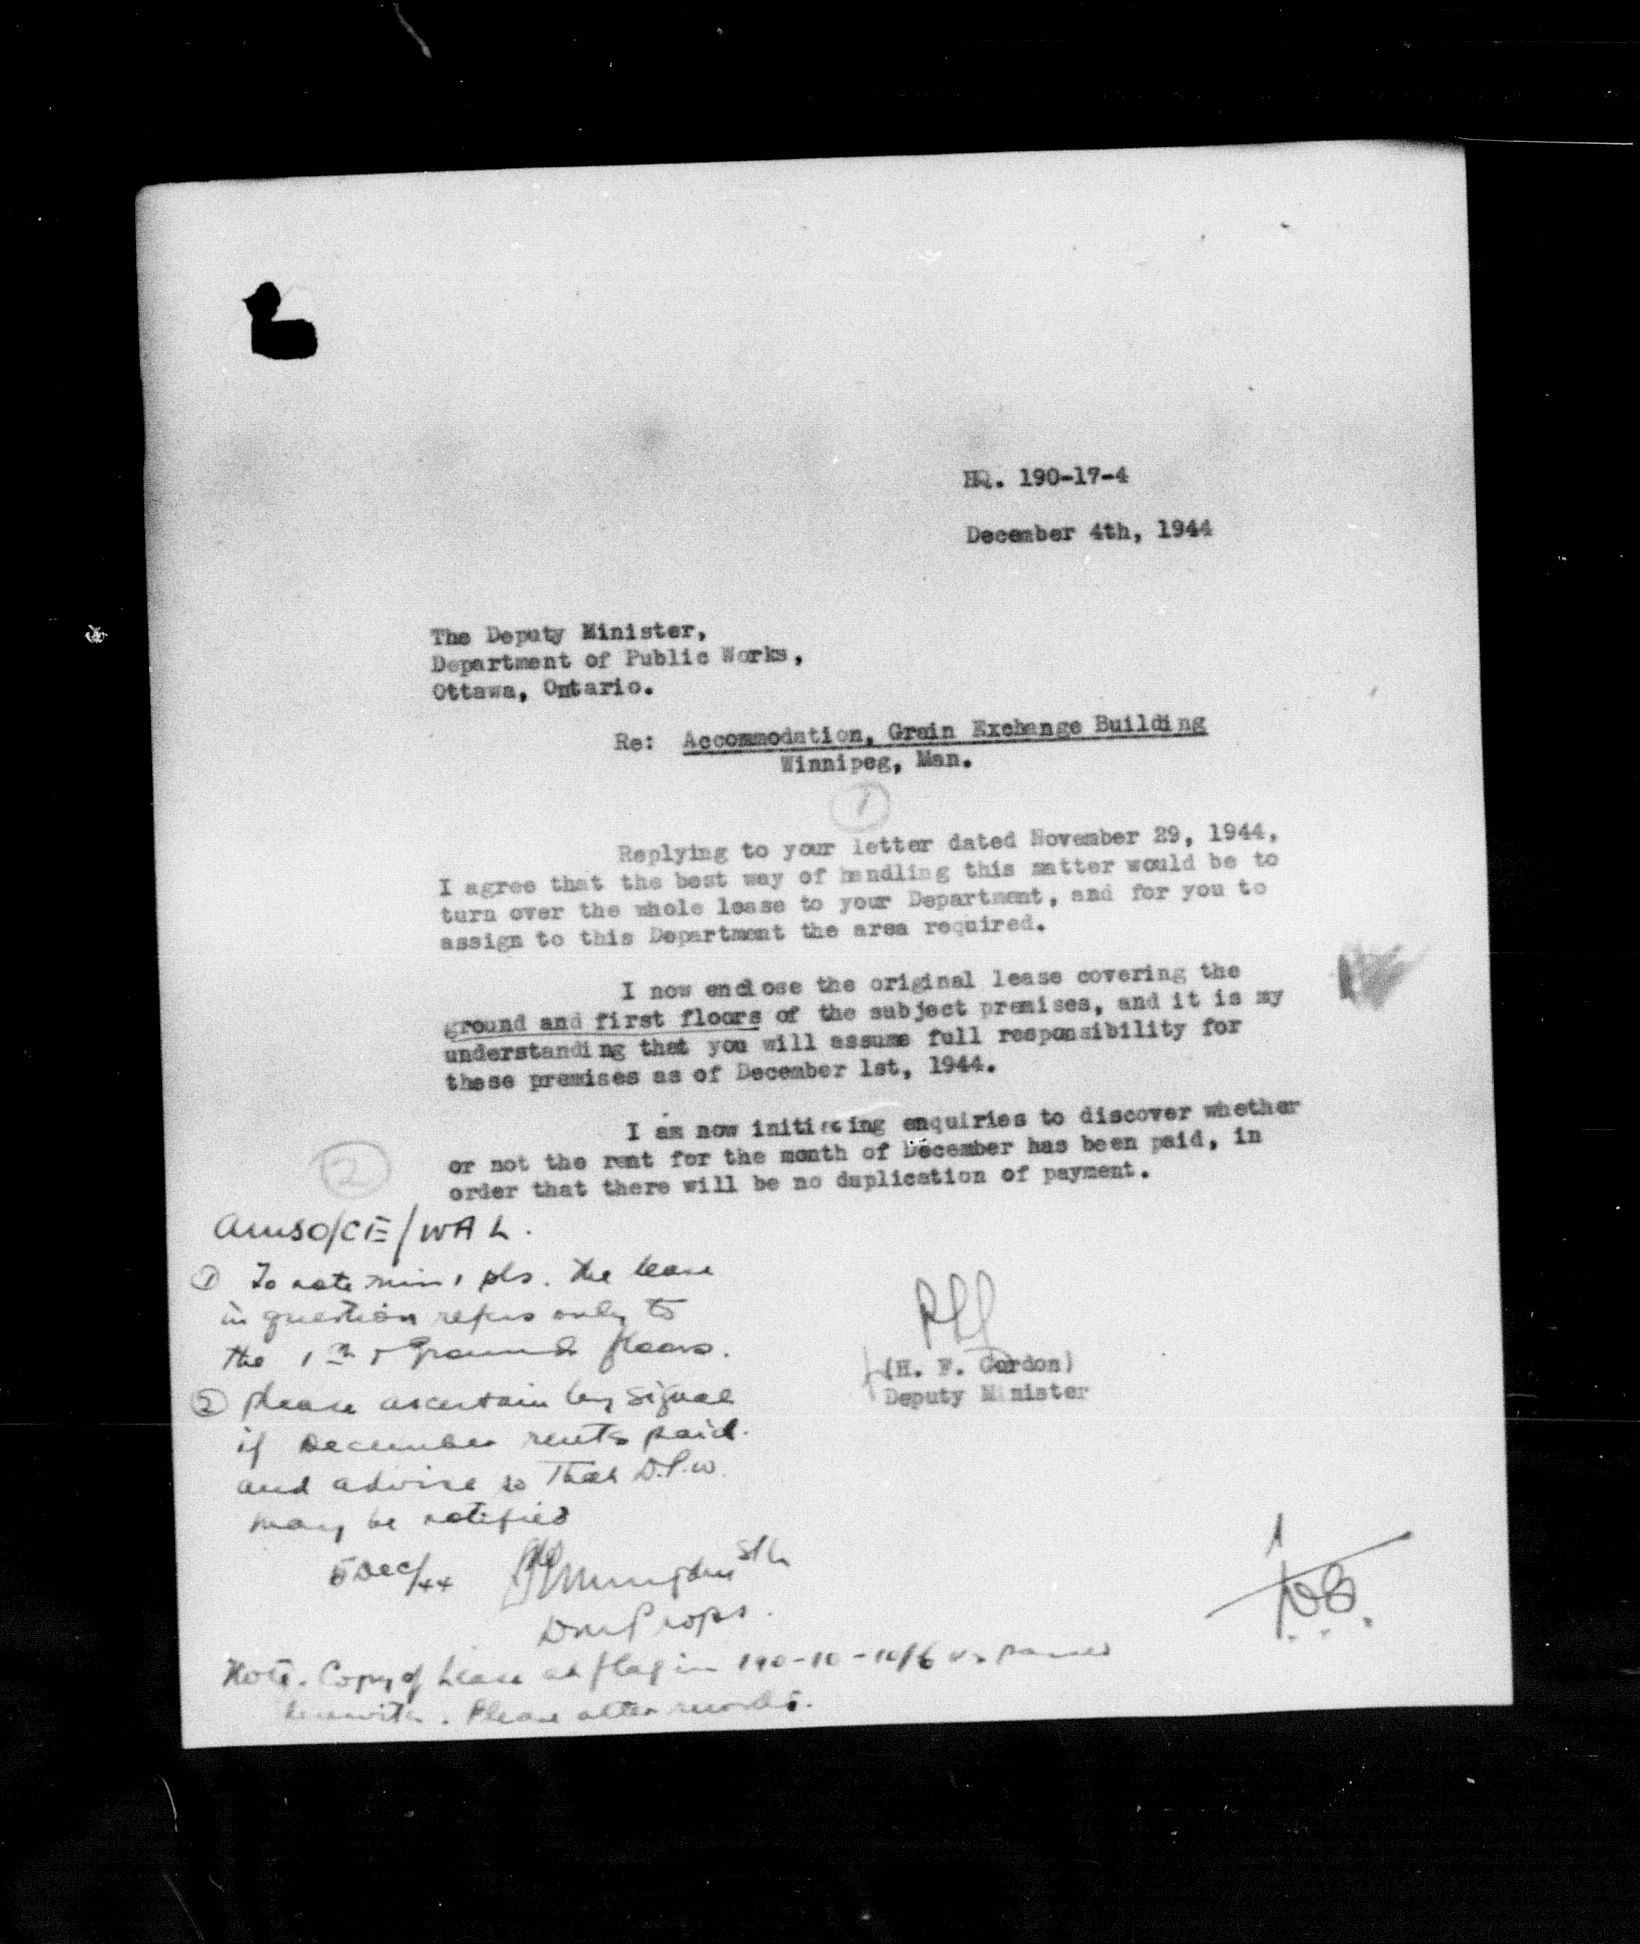 HQ. 190-17-4
December 4th, 1944
The Deputy Minister,
Department of Public Works,
Ottawa, Ontario.
Re: Accommodation, Grain Exchange Building
Winnipeg, Man.
1
Replying to your letter dated November 29, 1944,
I agree that the best way of handling this matter would be to
turn over the whole lease to your Department, and for you to
assign to this Department the area required.
I now enclose the original lease covering the
ground and first floors of the subject premises, and it is my
understanding that you will assume full responsibility for
these premises as of December 1st, 1944.
I am now initiating enquiries to discover whether
or not the rent for the month of December has been paid, in
order that there will be no duplication of payment.
2
AMSO/CE/WAL.
① To note min 1 pls. The lease
in question refers only to
the 1st & Ground floors.
(H. F. Gordon)
Deputy Minister
② Please ascertain by signal
if December rents paid.
and advise so that D.P.W.
may be notified
5 Dec/44 S/L
Props.
Note. Copy of Lease at flag in 190-10-10/6 passed
herewith. Please alter records.